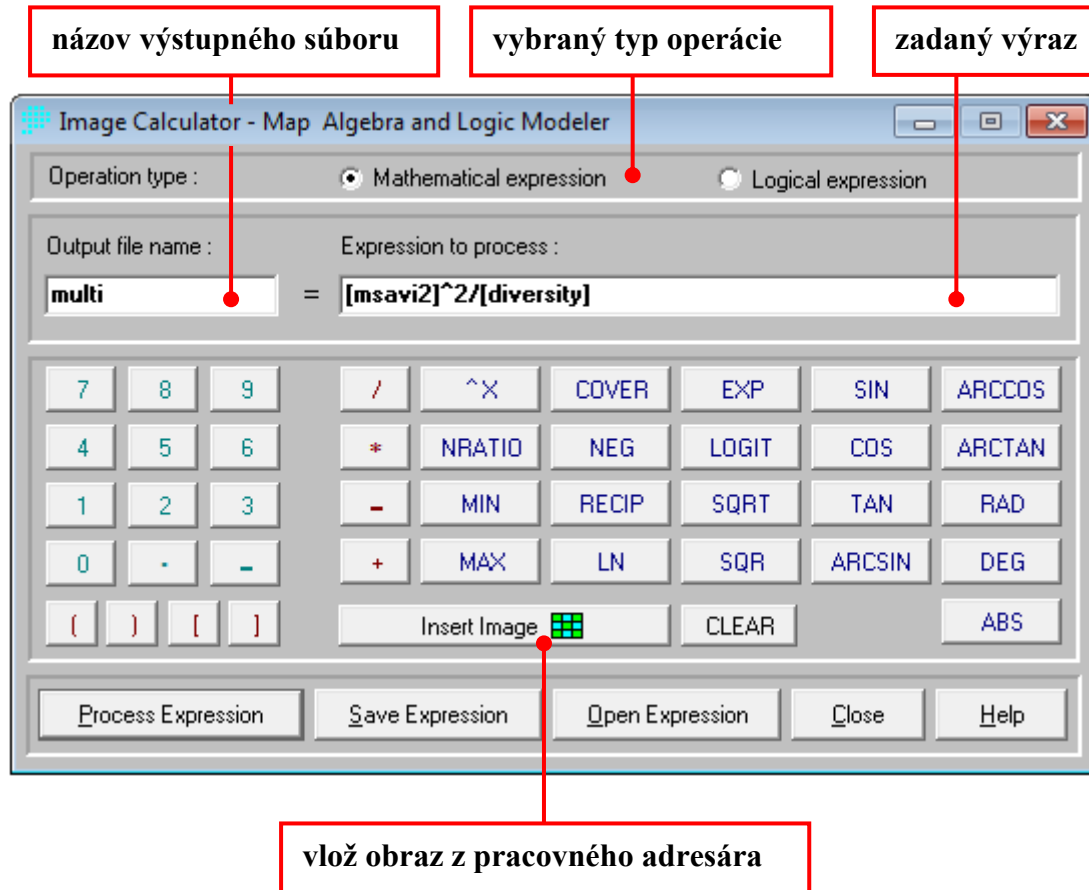 názov výstupného súboru vybraný typ operácie zadaný výraz
Image Calculator - Map Algebra and Logic Modeler
Operation type : Mathematical expression Logical expression
Output file name : Expression to process :
multi = [msavi2]^2/[diversity]
7 8 9 / ^X COVER EXP SIN ARCCOS
4 5 6 * NRATIO NEG LOGIT COS ARCTAN
1 2 3 - MIN RECIP SQRT TAN RAD
0 . - + MAX LN SQR ARCSIN DEG
( ) [ ] Insert Image CLEAR ABS
Process Expression Save Expression Open Expression Close Help
vlož obraz z pracovného adresára